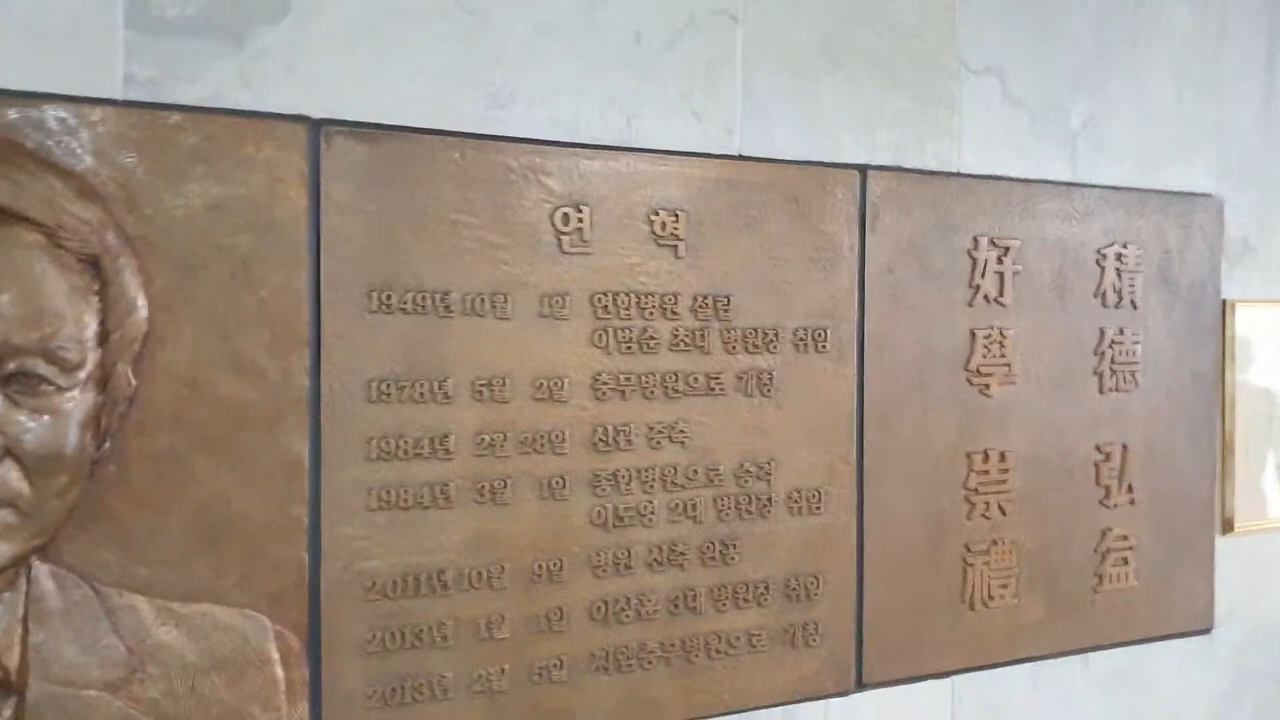 연 혁
1949년 10월 1일 연합병원 설립
이범순 초대 병원장 취임
1978년 5월 2일 충무병원으로 개칭
1984년 2월 28일 신관 증축
1984년 3월 1일 종합병원으로 승격
이도영 2대 병원장 취임
2011년 10월 9일 병원 신축 완공
2013년 1월 1일 이상훈 3대 병원장 취임
2013년 2월 5일 지엠충무병원으로 개칭
積德 弘益
好學 崇禮